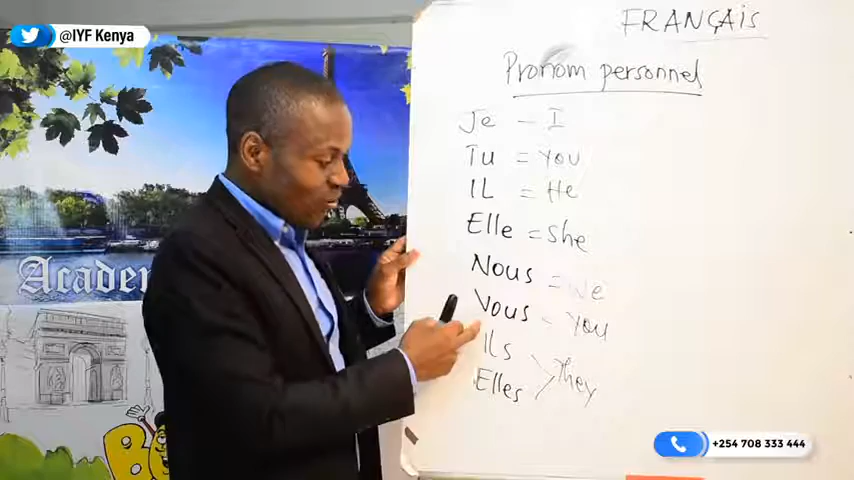 @IYF Kenya
FRANÇAIS
Pronom personnel
Je - I
Tu = You
IL = He
Elle = She
Nous = We
Vous - You
Ils
Elles > They
Academy
B
+254 708 333 444